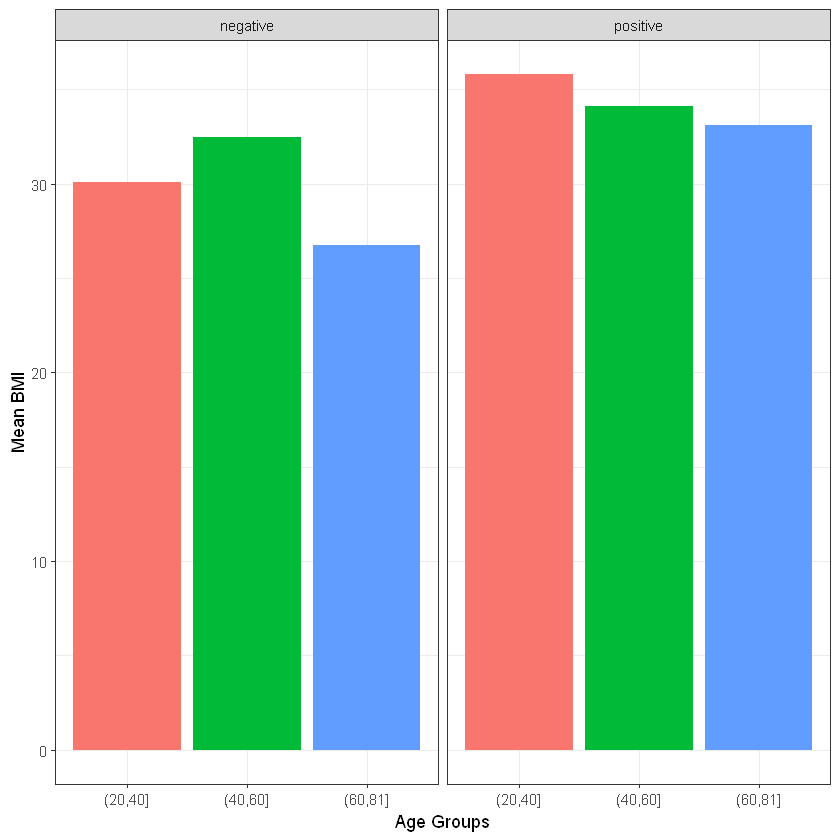 negative
positive
Mean BMI
30
20
10
0
(20,40]
(40,60]
(60,81]
(20,40]
(40,60]
(60,81]
Age Groups